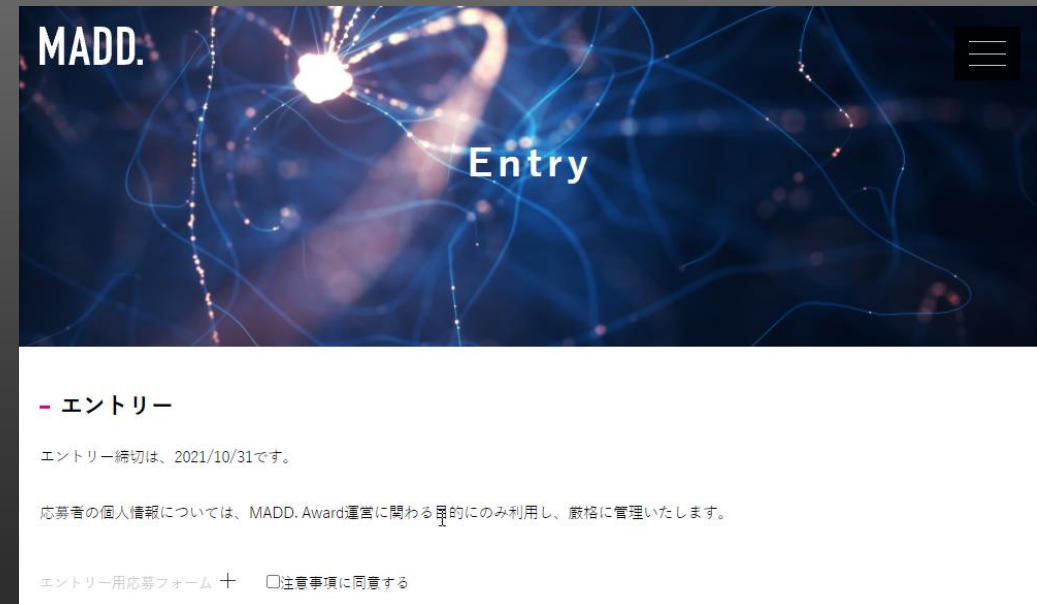 MADD.
Entry
エントリー
エントリー締切は、2021/10/31です。
応募者の個人情報については、MADD. Award運営に関わる目的にのみ利用し、厳格に管理いたします。
エントリー用応募フォーム + □注意事項に同意する